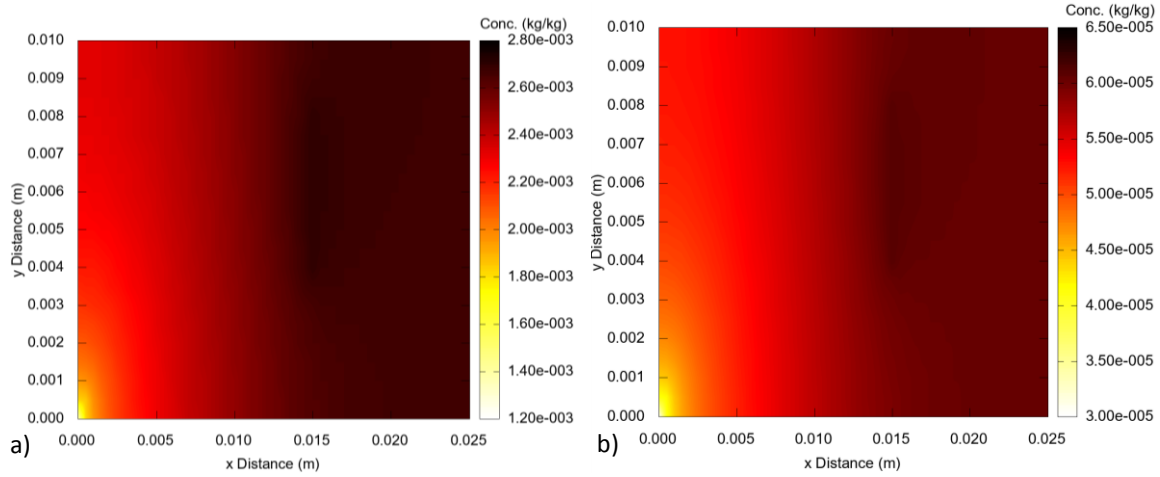 Conc. (kg/kg)
0.010
0.009
0.008
0.007
0.006
0.005
0.004
0.003
0.002
0.001
0.000
y Distance (m)
2.80e-003
2.60e-003
2.40e-003
2.20e-003
2.00e-003
1.80e-003
1.60e-003
1.40e-003
1.20e-003
0.000 0.005 0.010 0.015 0.020 0.025
x Distance (m)
a)
Conc. (kg/kg)
0.010
0.009
0.008
0.007
0.006
0.005
0.004
0.003
0.002
0.001
0.000
y Distance (m)
6.50e-005
6.00e-005
5.50e-005
5.00e-005
4.50e-005
4.00e-005
3.50e-005
3.00e-005
0.000 0.005 0.010 0.015 0.020 0.025
x Distance (m)
b)